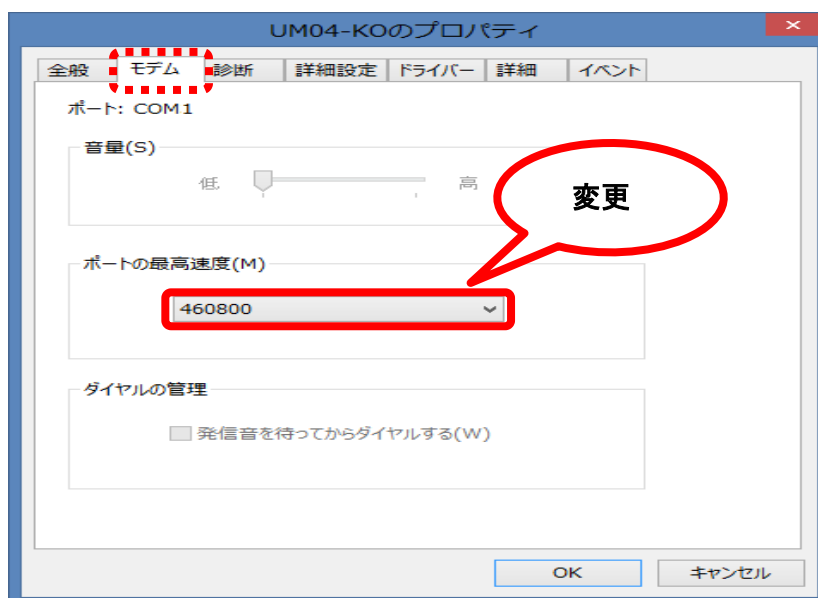 UM04-KOのプロパティ
全般 モデム 診断 詳細設定 ドライバー 詳細 イベント
ポート: COM1
音量(S)
低 高
変更
ポートの最高速度(M)
460800
ダイヤルの管理
発信音を待ってからダイヤルする(W)
OK キャンセル